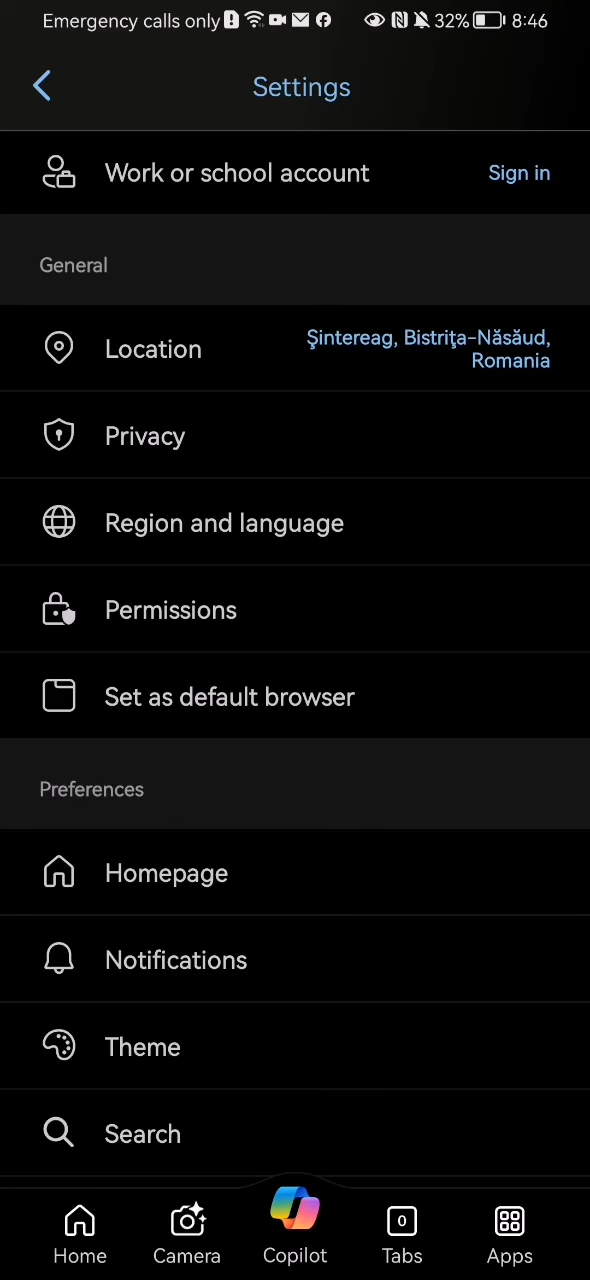 Emergency calls only 32% 8:46
Settings
Work or school account Sign in
General
Location Şintereag, Bistriţa-Năsăud,
Romania
Privacy
Region and language
Permissions
Set as default browser
Preferences
Homepage
Notifications
Theme
Search
0
Home Camera Copilot Tabs Apps